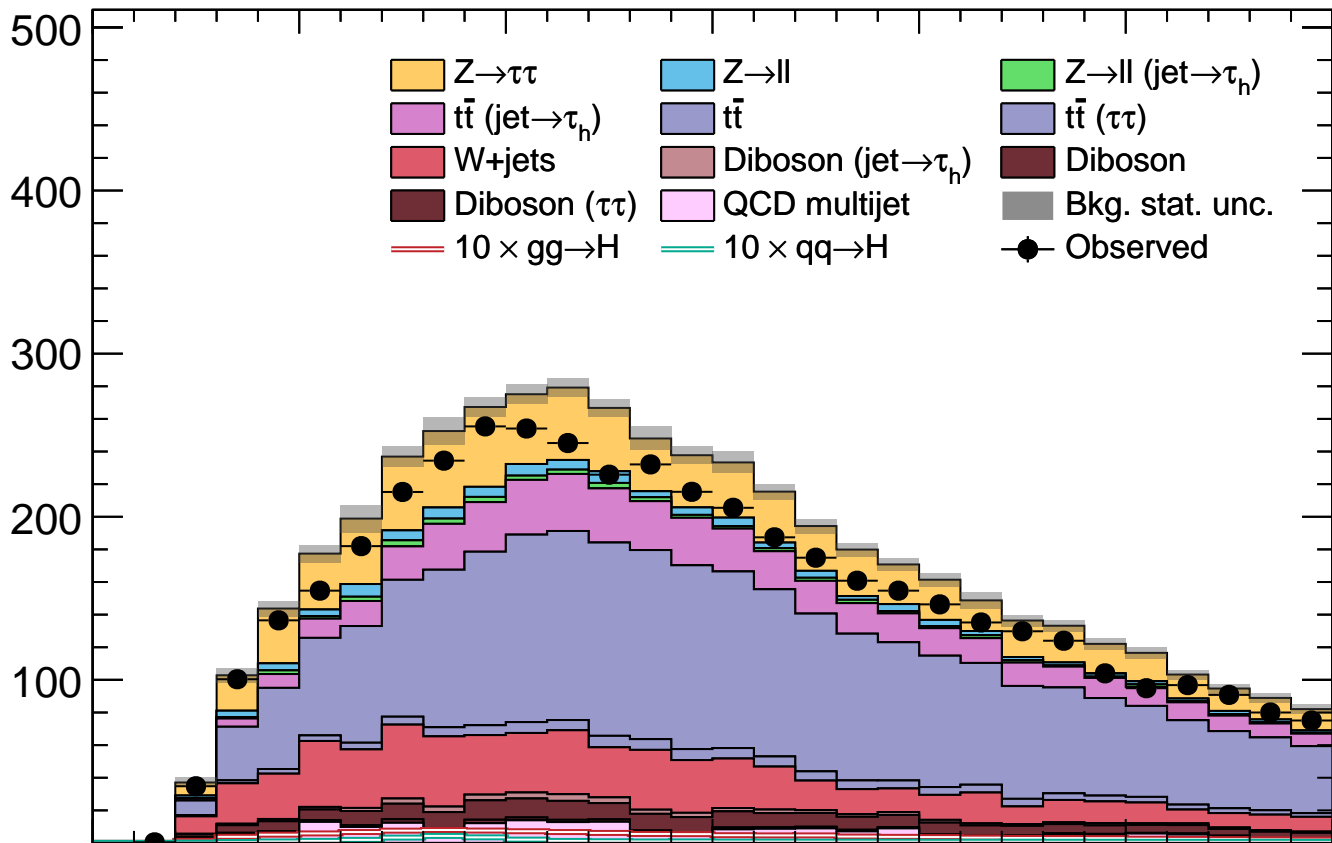 500
Z→ττ Z→ll Z→ll (jet→τh)
tt̄ (jet→τh) tt̄ tt̄ (ττ)
W+jets Diboson (jet→τh) Diboson
400
Diboson (ττ) QCD multijet Bkg. stat. unc.
10 × gg→H 10 × qq→H Observed
300
200
100